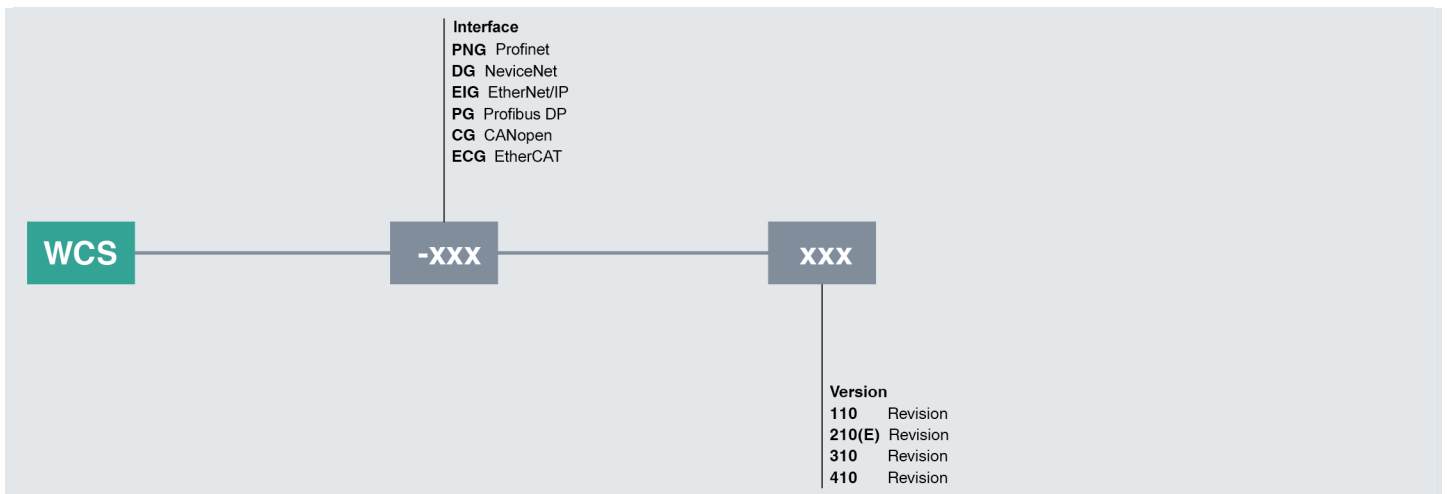 Interface
PNG Profinet
DG NeviceNet
EIG EtherNet/IP
PG Profibus DP
CG CANopen
ECG EtherCAT
WCS -xxx xxx
Version
110 Revision
210(E) Revision
310 Revision
410 Revision